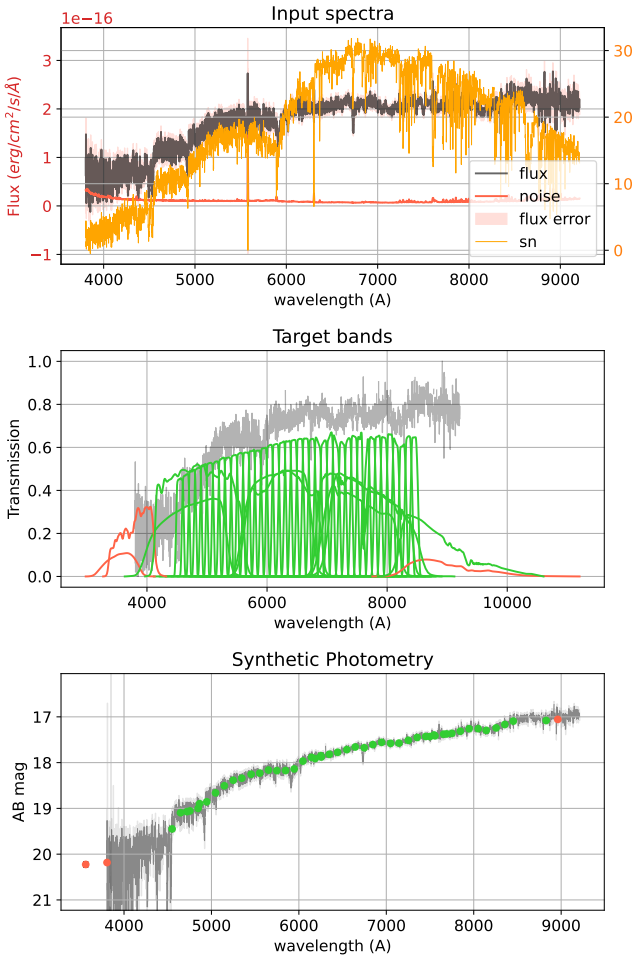 Input spectra
1e−16
3
2
1
0
−1
30
20
10
0
Flux (erg/cm²/s/Å)
flux
noise
flux error
sn
4000 5000 6000 7000 8000 9000
wavelength (A)
Target bands
1.0
0.8
0.6
0.4
0.2
0.0
Transmission
4000 6000 8000 10000
wavelength (A)
Synthetic Photometry
17
18
19
20
21
AB mag
4000 5000 6000 7000 8000 9000
wavelength (A)